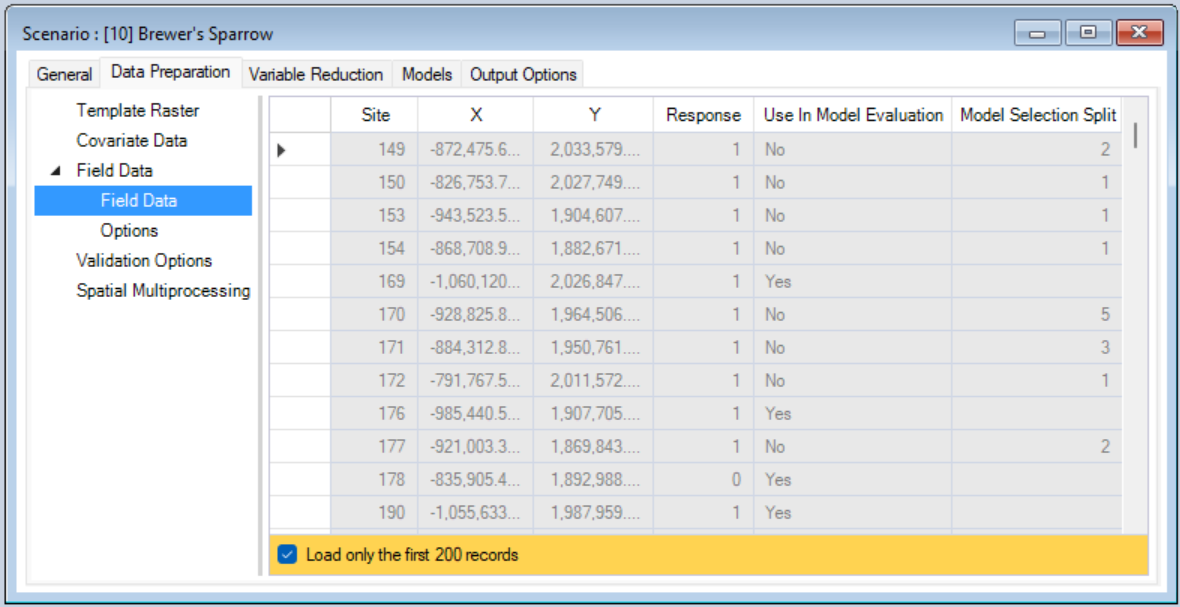 Scenario : [10] Brewer's Sparrow
General Data Preparation Variable Reduction Models Output Options
Template Raster
Covariate Data
Field Data
Field Data
Options
Validation Options
Spatial Multiprocessing
Site X Y Response Use In Model Evaluation Model Selection Split
149 -872,475.6... 2,033,579.... 1 No 2
150 -826,753.7... 2,027,749.... 1 No 1
153 -943,523.5... 1,904,607.... 1 No 1
154 -868,708.9... 1,882,671.... 1 No 1
169 -1,060,120... 2,026,847.... 1 Yes
170 -928,825.8... 1,964,506.... 1 No 5
171 -884,312.8... 1,950,761.... 1 No 3
172 -791,767.5... 2,011,572.... 1 No 1
176 -985,440.5... 1,907,705.... 1 Yes
177 -921,003.3... 1,869,843.... 1 No 2
178 -835,905.4... 1,892,988.... 0 Yes
190 -1,055,633... 1,987,959.... 1 Yes
Load only the first 200 records